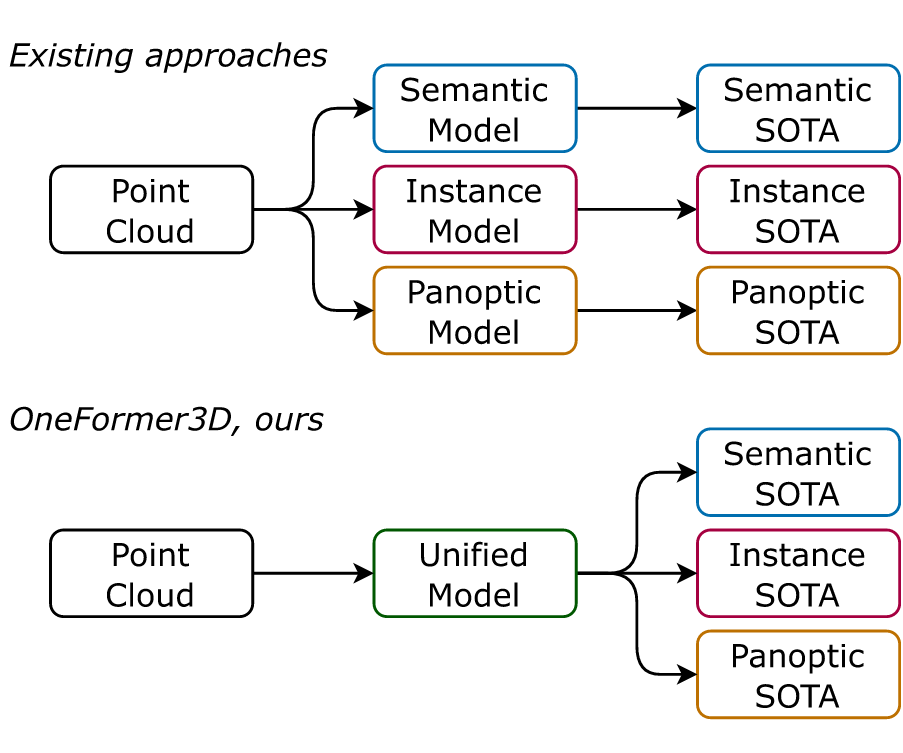 Existing approaches
Semantic
Model
Semantic
SOTA
Point
Cloud
Instance
Model
Instance
SOTA
Panoptic
Model
Panoptic
SOTA
OneFormer3D, ours
Semantic
SOTA
Point
Cloud
Unified
Model
Instance
SOTA
Panoptic
SOTA